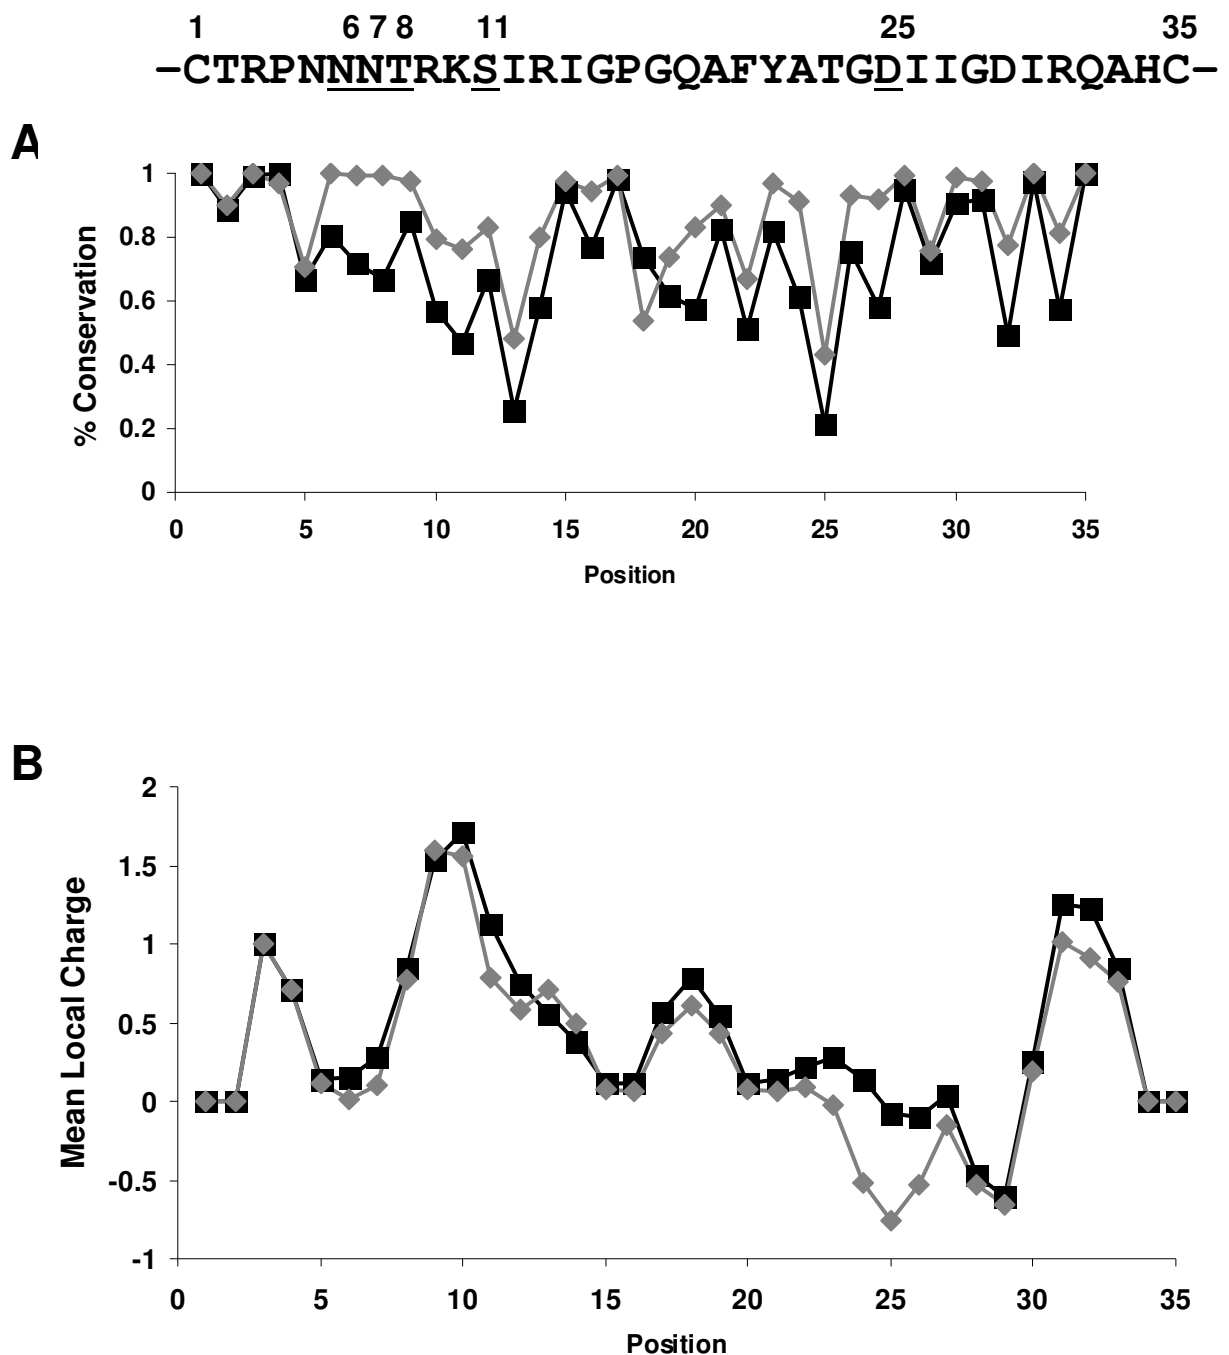 1 6 7 8 11 25 35
–CTRPNNNTRKSIRIGPGQAFYATGDIIGDIRQAHC–
A
1
0.8
0.6
0.4
0.2
0
% Conservation
0 5 10 15 20 25 30 35
Position
B
2
1.5
1
0.5
0
-0.5
-1
Mean Local Charge
0 5 10 15 20 25 30 35
Position